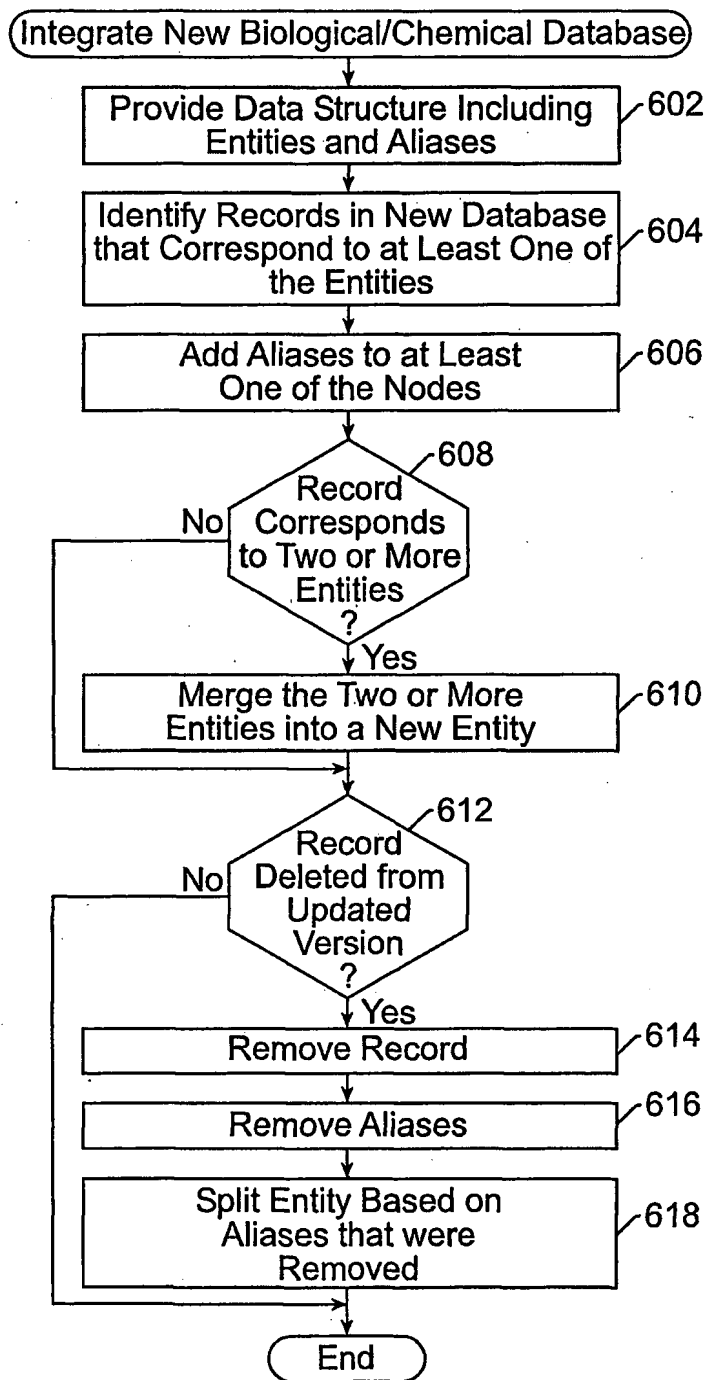 Integrate New Biological/Chemical Database
Provide Data Structure Including
Entities and Aliases
602
Identify Records in New Database
that Correspond to at Least One of
the Entities
604
Add Aliases to at Least
One of the Nodes
606
608
Record
Corresponds
to Two or More
Entities
?
No
Yes
Merge the Two or More
Entities into a New Entity
610
612
Record
Deleted from
Updated
Version
?
No
Yes
Remove Record
614
Remove Aliases
616
Split Entity Based on
Aliases that were
Removed
618
End